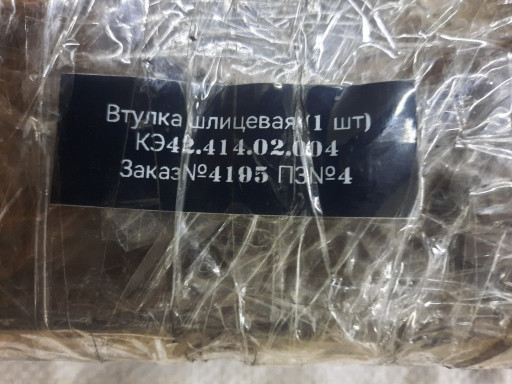 Втулка шлицевая (1 шт)
КЭ42.414.02.004
Заказ№4195 ПЗ№4